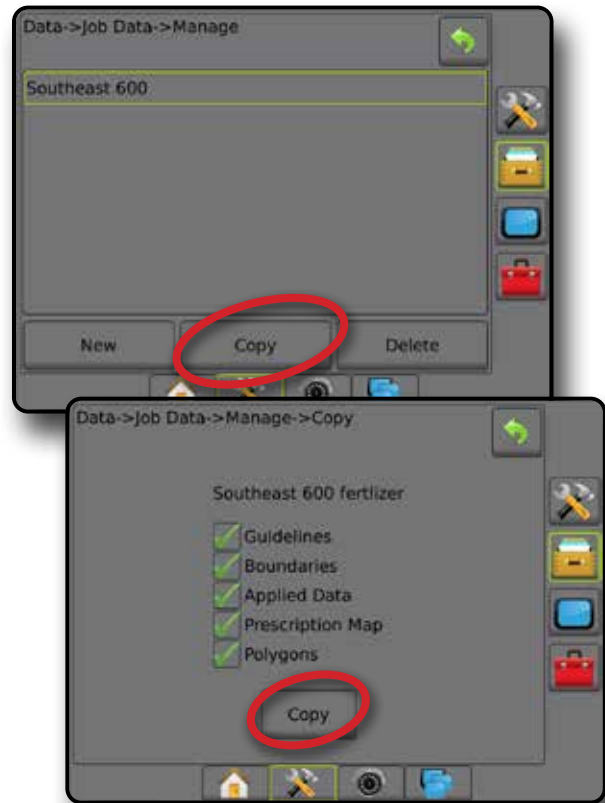 Data->Job Data->Manage
Southeast 600
New Copy Delete
Data->Job Data->Manage->Copy
Southeast 600 fertlizer
Guidelines
Boundaries
Applied Data
Prescription Map
Polygons
Copy